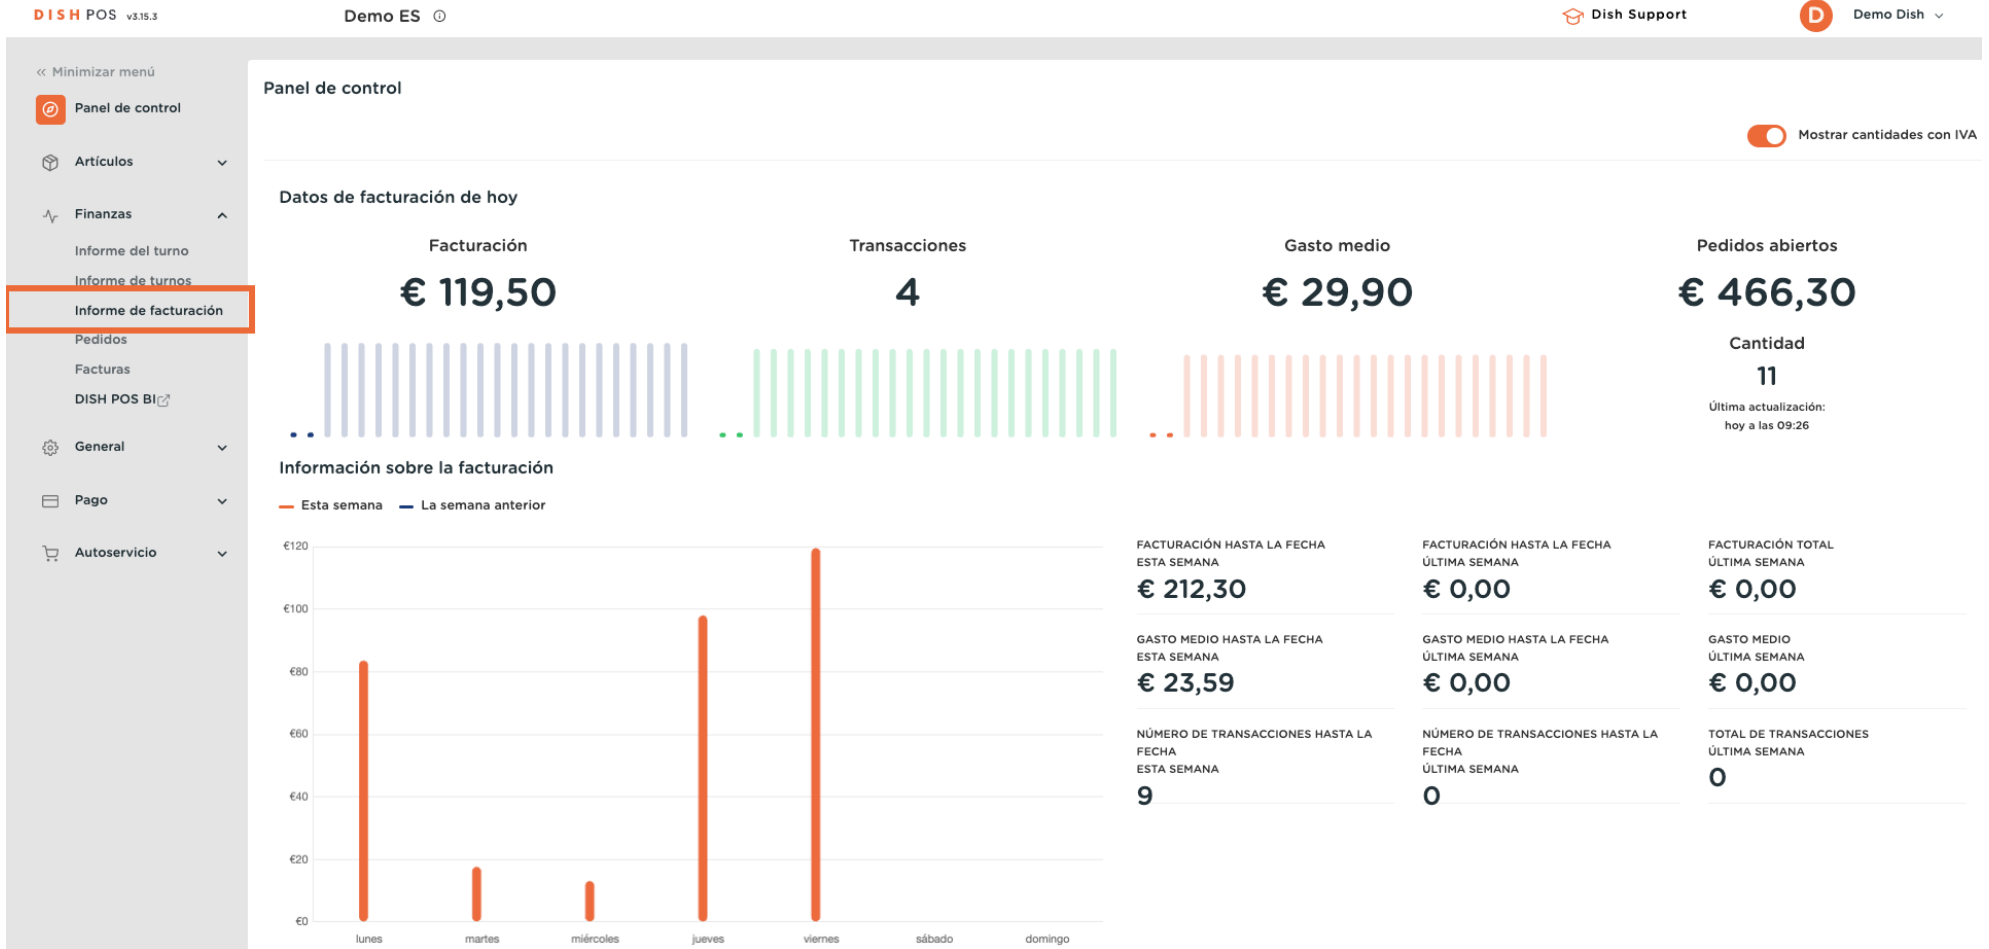 DISH POS v3.15.3
Demo ES
Dish Support
D
Demo Dish
« Minimizar menú
Panel de control
Artículos
Finanzas
Informe del turno
Informe de turnos
Informe de facturación
Pedidos
Facturas
DISH POS BI
General
Pago
Autoservicio
Panel de control
Mostrar cantidades con IVA
Datos de facturación de hoy
Facturación
€ 119,50
Transacciones
4
Gasto medio
€ 29,90
Pedidos abiertos
€ 466,30
Cantidad
11
Última actualización:
hoy a las 09:26
Información sobre la facturación
Esta semana
La semana anterior
€120
€100
€80
€60
€40
€20
€0
lunes
martes
miércoles
jueves
viernes
sábado
domingo
FACTURACIÓN HASTA LA FECHA
ESTA SEMANA
€ 212,30
FACTURACIÓN HASTA LA FECHA
ÚLTIMA SEMANA
€ 0,00
FACTURACIÓN TOTAL
ÚLTIMA SEMANA
€ 0,00
GASTO MEDIO HASTA LA FECHA
ESTA SEMANA
€ 23,59
GASTO MEDIO HASTA LA FECHA
ÚLTIMA SEMANA
€ 0,00
GASTO MEDIO
ÚLTIMA SEMANA
€ 0,00
NÚMERO DE TRANSACCIONES HASTA LA
FECHA
ESTA SEMANA
9
NÚMERO DE TRANSACCIONES HASTA LA
FECHA
ÚLTIMA SEMANA
0
TOTAL DE TRANSACCIONES
ÚLTIMA SEMANA
0